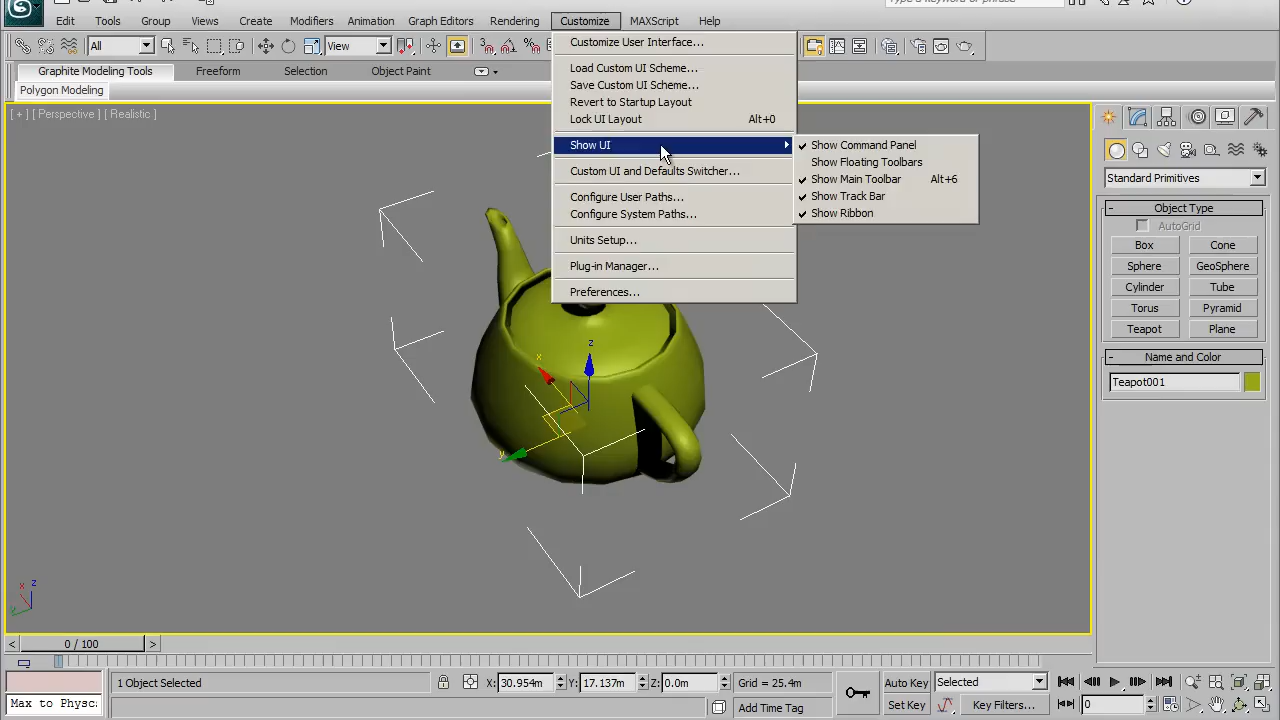 Edit Tools Group Views Create Modifiers Animation Graph Editors Rendering Customize MAXScript Help
All View
Graphite Modeling Tools Freeform Selection Object Paint
Polygon Modeling
[ + ] [ Perspective ] [ Realistic ]
Customize User Interface...
Load Custom UI Scheme...
Save Custom UI Scheme...
Revert to Startup Layout
Lock UI Layout Alt+0
Show UI
Custom UI and Defaults Switcher...
Configure User Paths...
Configure System Paths...
Units Setup...
Plug-in Manager...
Preferences...
Show Command Panel
Show Floating Toolbars
Show Main Toolbar Alt+6
Show Track Bar
Show Ribbon
Standard Primitives
- Object Type
AutoGrid
Box Cone
Sphere GeoSphere
Cylinder Tube
Torus Pyramid
Teapot Plane
- Name and Color
Teapot001
z
x
y
x z
y
< 0 / 100 >
1 Object Selected X: 30.954m Y: 17.137m Z: 0.0m Grid = 25.4m Auto Key Selected
Max to Physc: Add Time Tag Set Key Key Filters... 0